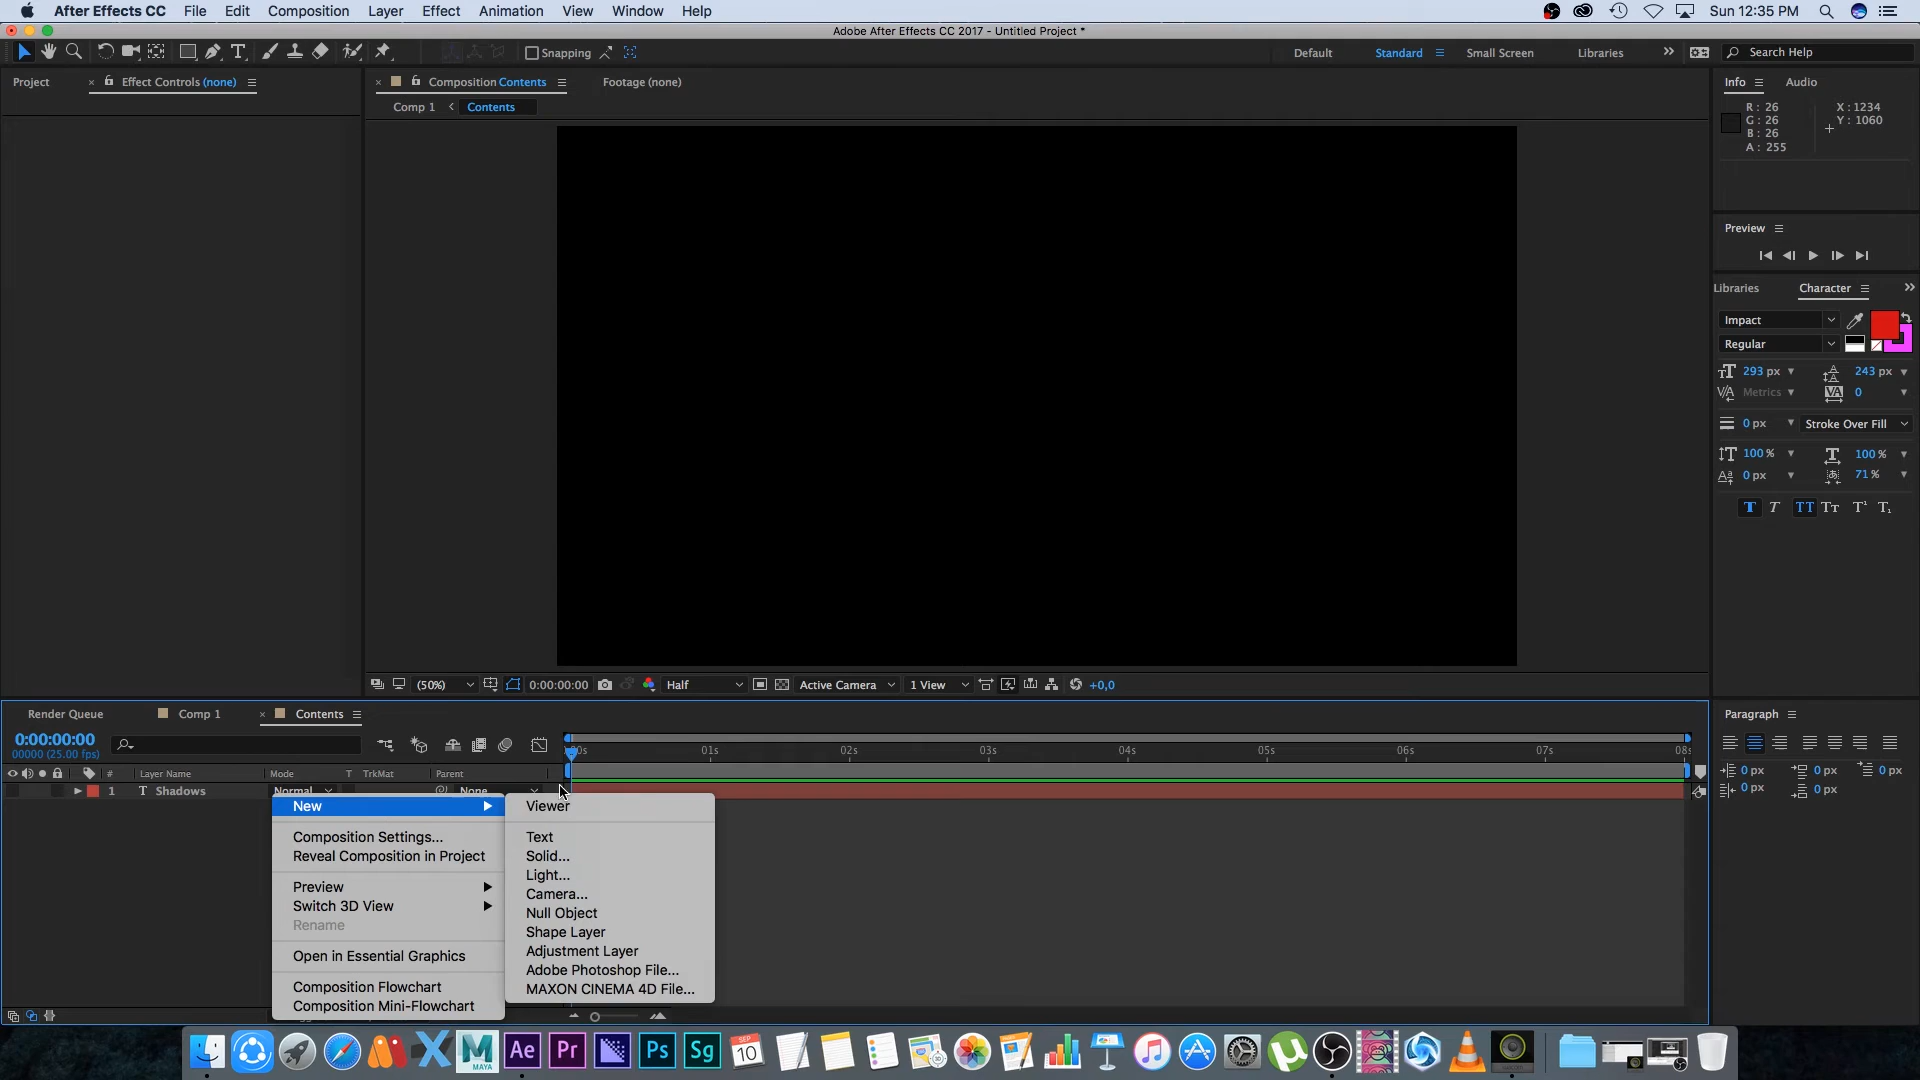 After Effects CC File Edit Composition Layer Effect Animation View Window Help Sun 12:35 PM
Adobe After Effects CC 2017 - Untitled Project *
Snapping Default Standard Small Screen Libraries Search Help
Project Effect Controls (none) Composition Contents Footage (none) Info Audio
Comp 1 Contents
R: 26 X: 1234
G: 26 Y: 1060
B: 26
A: 255
Preview
Libraries Character
Impact
Regular
293 px 243 px
Metrics 0
0 px Stroke Over Fill
100 % 100 %
0 px 71 %
(50%) 0:00:00:00 Half Active Camera 1 View +0,0
Render Queue Comp 1 Contents Paragraph
0:00:00:00
00000 (25.00 fps)
01s 02s 03s 04s 05s 06s 07s
# Layer Name Mode T TrkMat Parent
0 px 0 px 0 px
1 T Shadows Normal None
0 px 0 px
New
Composition Settings...
Reveal Composition in Project
Preview
Switch 3D View
Rename
Open in Essential Graphics
Composition Flowchart
Composition Mini-Flowchart
Viewer
Text
Solid...
Light...
Camera...
Null Object
Shape Layer
Adjustment Layer
Adobe Photoshop File...
MAXON CINEMA 4D File...
MAYA Ae Pr Ps Sg SEP 10